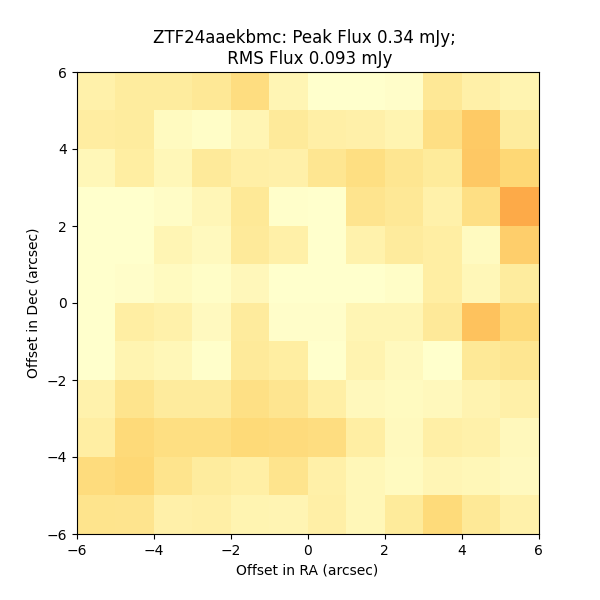 ZTF24aaekbmc: Peak Flux 0.34 mJy;
RMS Flux 0.093 mJy
6
4
2
0
−2
−4
−6
Offset in Dec (arcsec)
−6 −4 −2 0 2 4 6
Offset in RA (arcsec)